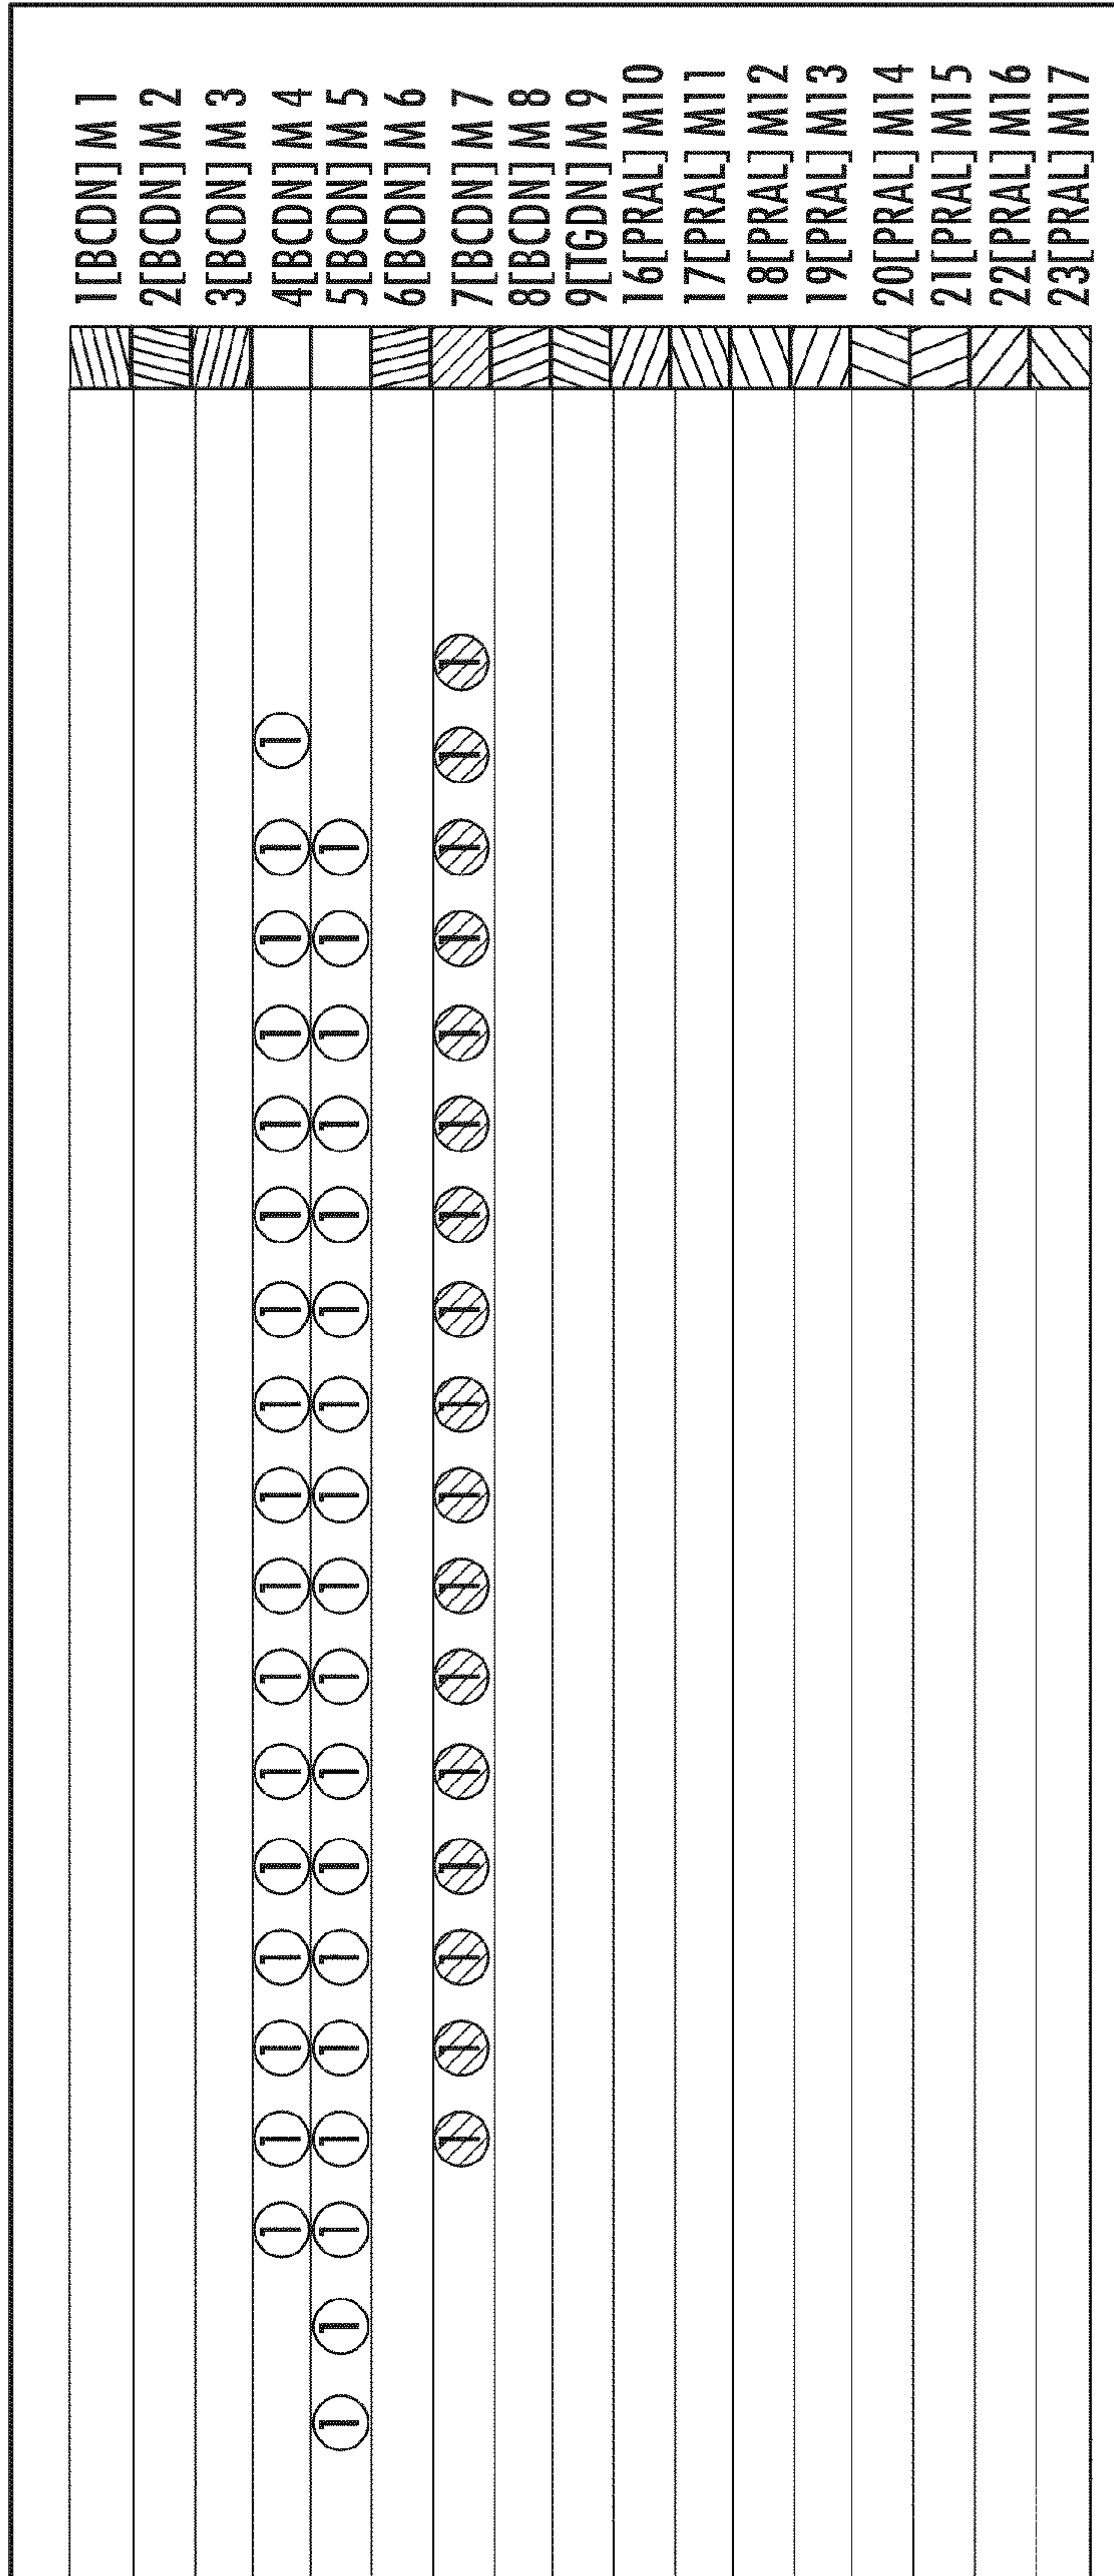 1[BCDN] M 1
2[BCDN] M 2
3[BCDN] M 3
1 1 1 1 1 1 1 1 1 1 1 1 1 1 1 1 1 4[BCDN] M 4
1 1 1 1 1 1 1 1 1 1 1 1 1 1 1 1 1 1 5[BCDN] M 5
6[BCDN] M 6
1 1 1 1 1 1 1 1 1 1 1 1 1 1 1 1 1 7[BCDN] M 7
8[BCDN] M 8
9[TGDN] M 9
16[PRAL] M10
17[PRAL] M11
18[PRAL] M12
19[PRAL] M13
20[PRAL] M14
21[PRAL] M15
22[PRAL] M16
23[PRAL] M17